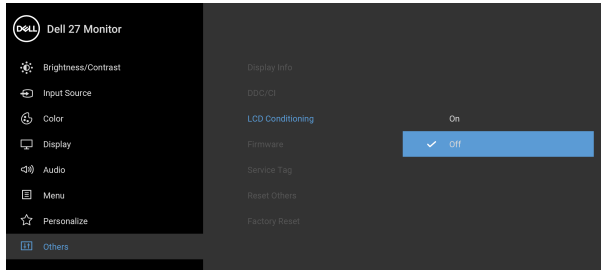 DELL Dell 27 Monitor
Brightness/Contrast
Input Source
Color
Display
Audio
Menu
Personalize
Others
Display Info
DDC/CI
LCD Conditioning
Firmware
Service Tag
Reset Others
Factory Reset
On
Off